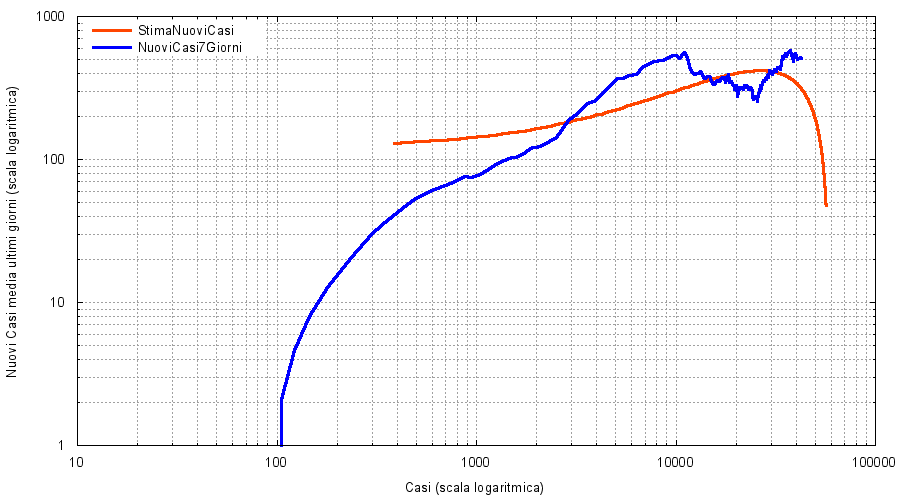 1000
StimaNuoviCasi
NuoviCasi7Giorni
100
10
1
Nuovi Casi media ultimi giorni (scala logaritmica)
10 100 1000 10000 100000
Casi (scala logaritmica)